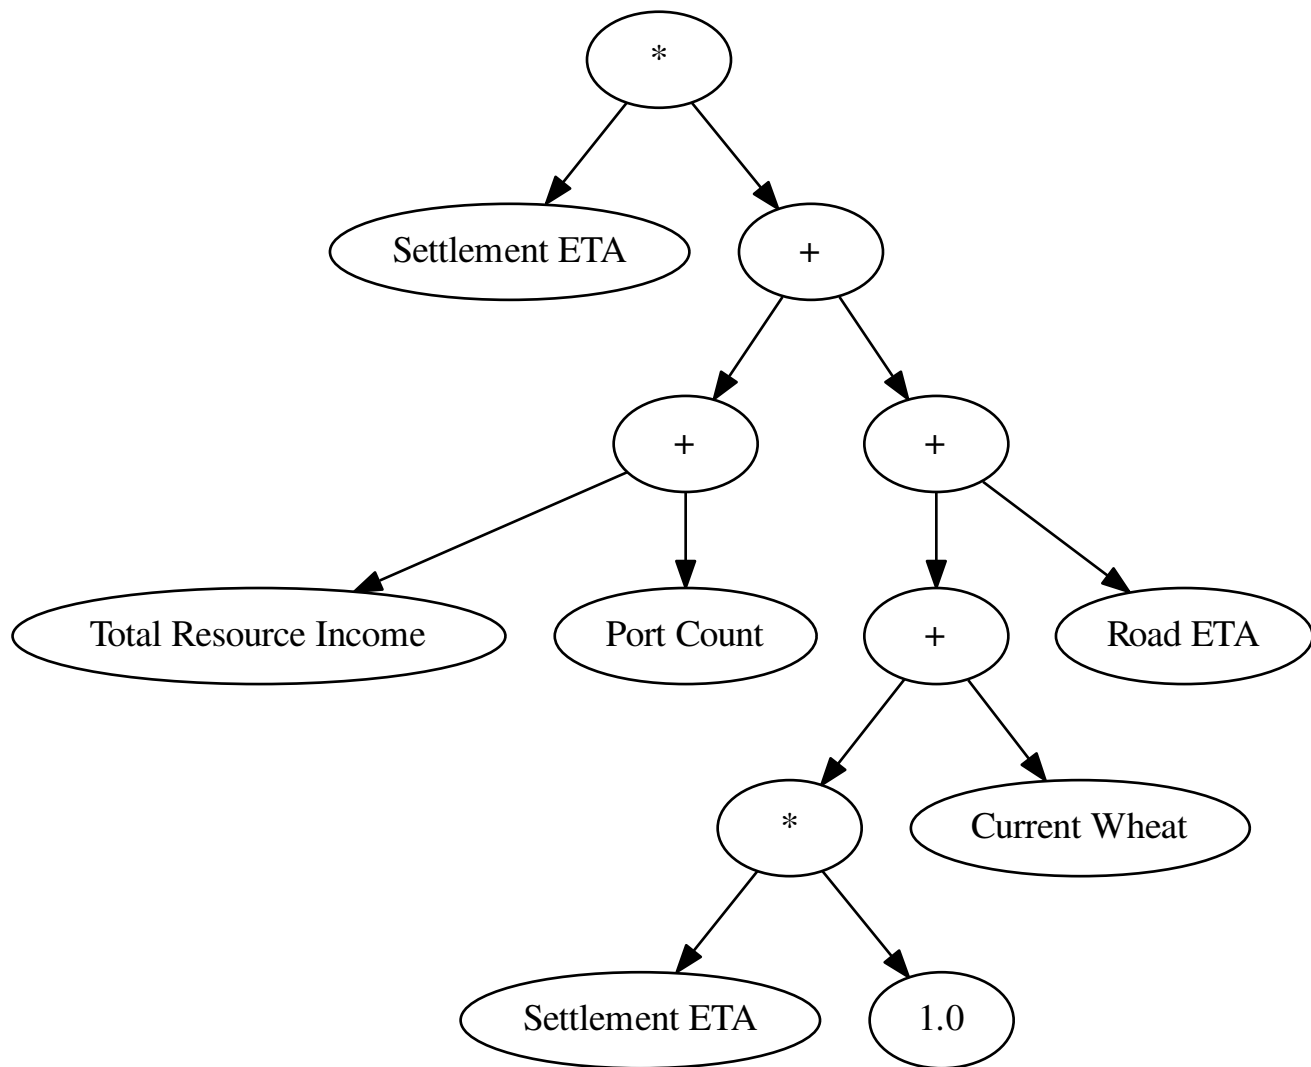 *
Settlement ETA
+
+
+
Total Resource Income
Port Count
+
Road ETA
*
Current Wheat
Settlement ETA
1.0